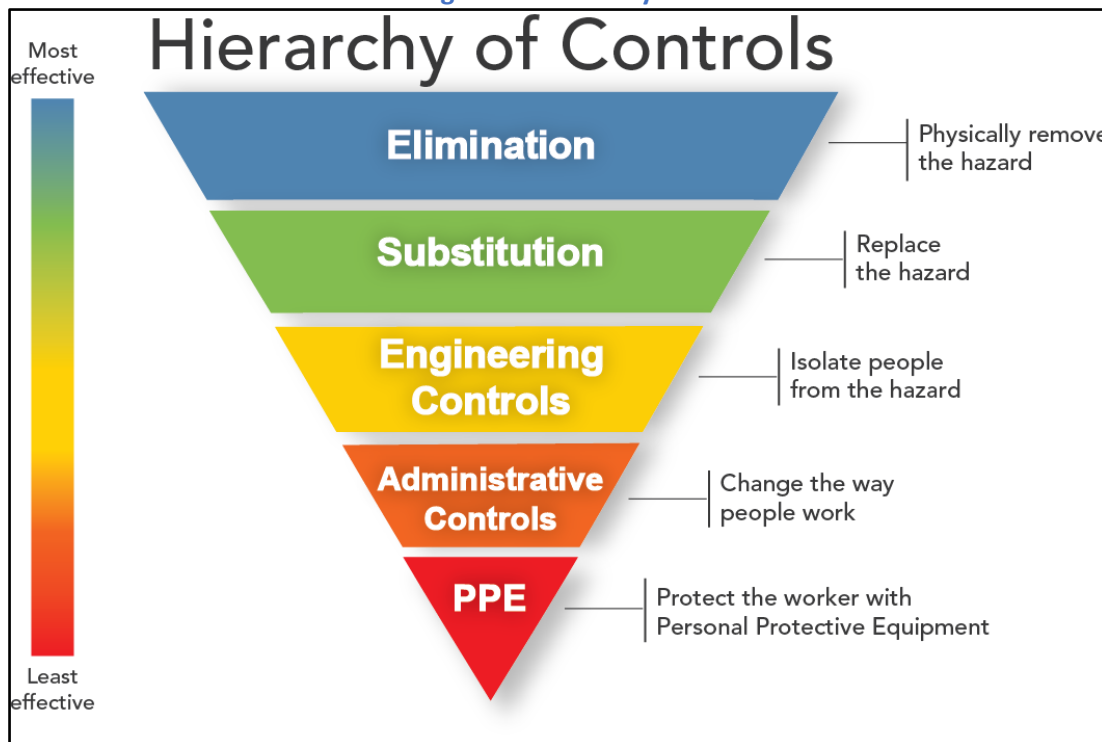 Hierarchy of Controls
Most
effective
Elimination
Physically remove
the hazard
Substitution
Replace
the hazard
Engineering
Controls
Isolate people
from the hazard
Administrative
Controls
Change the way
people work
PPE
Protect the worker with
Personal Protective Equipment
Least
effective